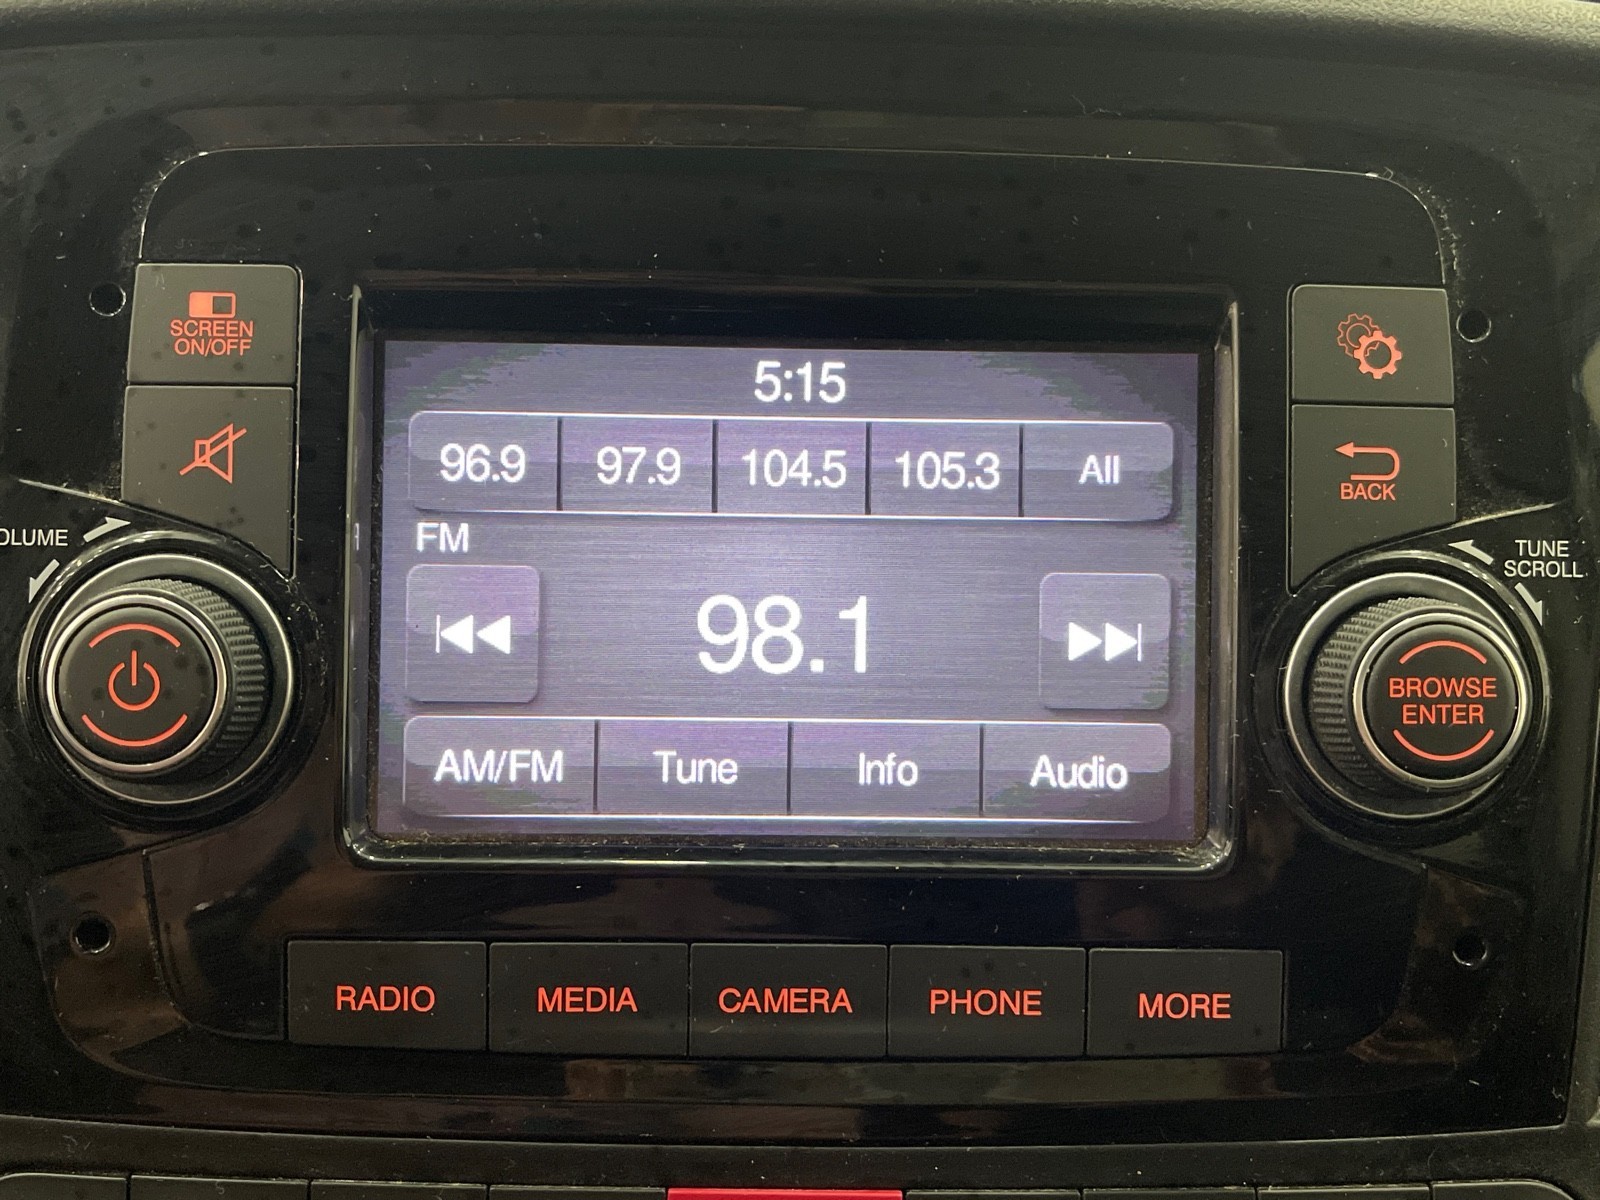 SCREEN
ON/OFF
5:15
96.9 97.9 104.5 105.3 All
BACK
FM
TUNE
SCROLL
98.1
BROWSE
ENTER
AM/FM Tune Info Audio
RADIO MEDIA CAMERA PHONE MORE